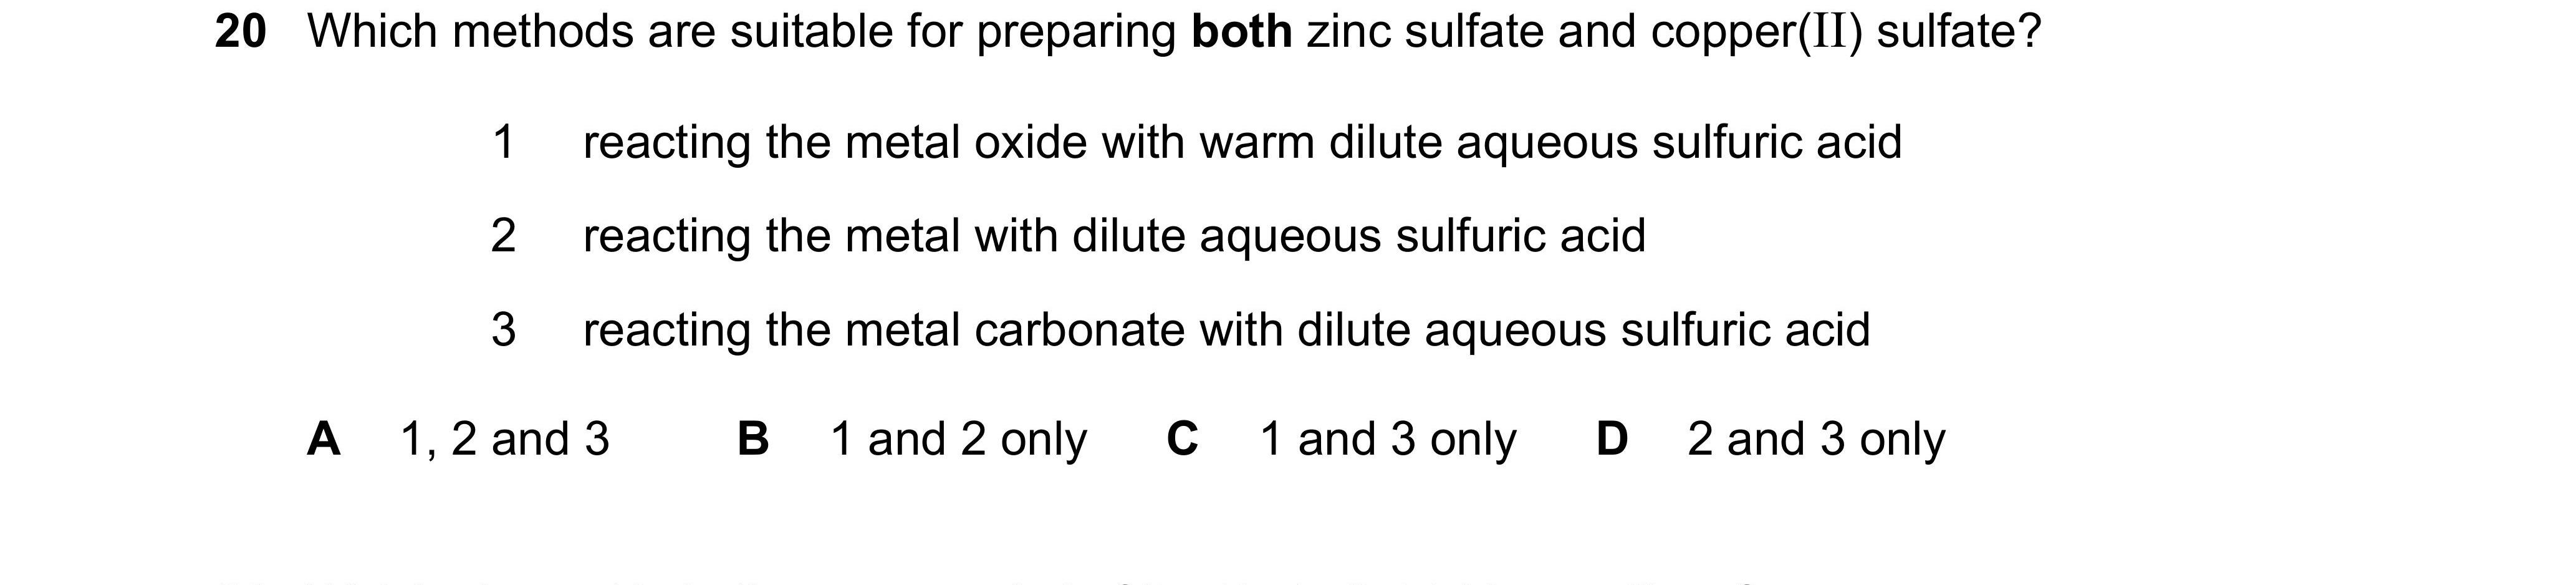 20 Which methods are suitable for preparing both zinc sulfate and copper(II) sulfate?
1 reacting the metal oxide with warm dilute aqueous sulfuric acid
2 reacting the metal with dilute aqueous sulfuric acid
3 reacting the metal carbonate with dilute aqueous sulfuric acid
A 1, 2 and 3 B 1 and 2 only C 1 and 3 only D 2 and 3 only